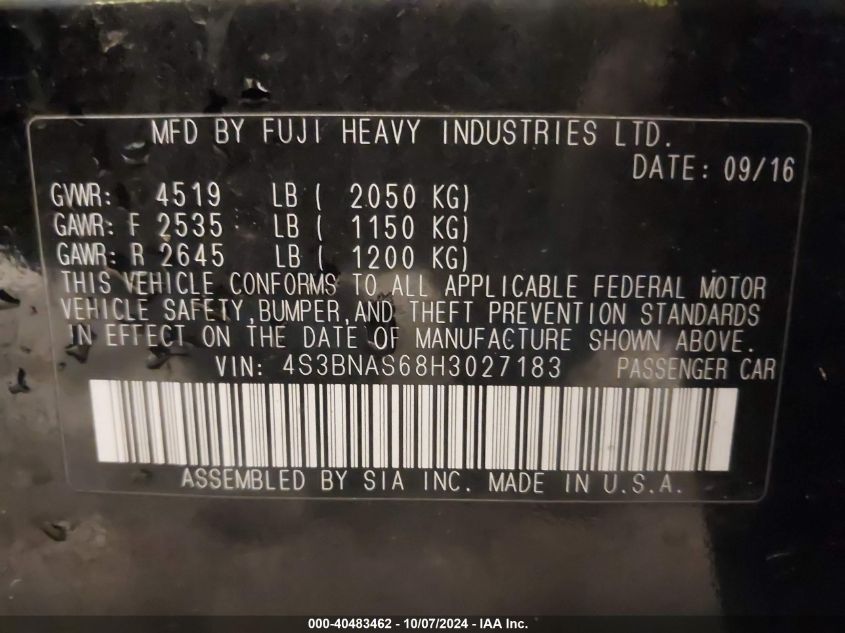 MFD BY FUJI HEAVY INDUSTRIES LTD.
DATE: 09/16
GVWR: 4519 LB ( 2050 KG)
GAWR: F 2535 LB ( 1150 KG)
GAWR: R 2645 LB ( 1200 KG)
THIS VEHICLE CONFORMS TO ALL APPLICABLE FEDERAL MOTOR
VEHICLE SAFETY,BUMPER,AND THEFT PREVENTION STANDARDS
IN EFFECT ON THE DATE OF MANUFACTURE SHOWN ABOVE.
VIN: 4S3BNAS68H3027183 PASSENGER CAR
ASSEMBLED BY SIA INC. MADE IN U.S.A.
000-40483462 - 10/07/2024 - IAA Inc.